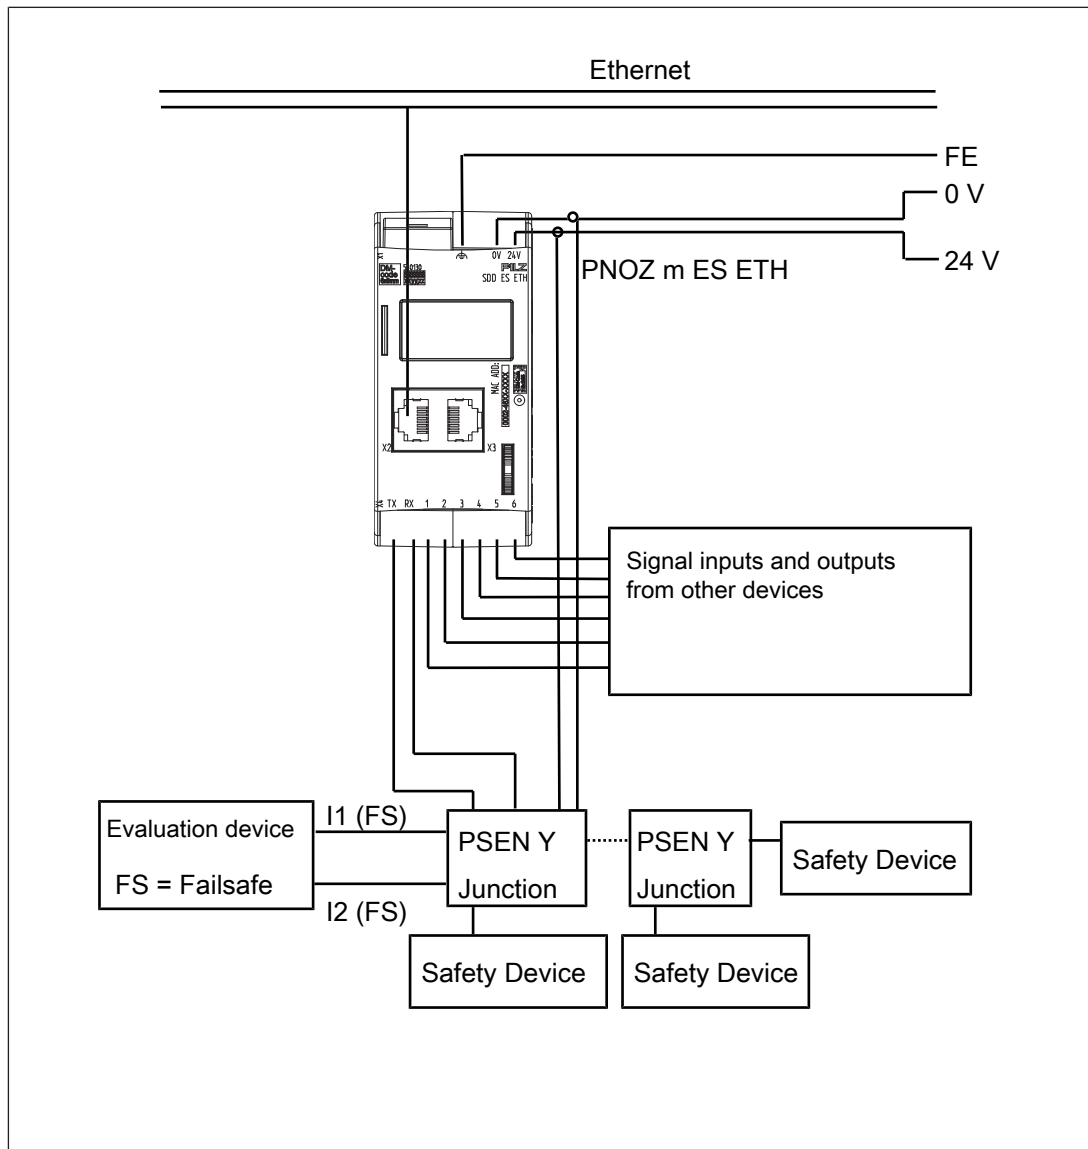 Ethernet
FE
0 V
0V 24V
24 V
PILZ
SDD ES ETH
PNOZ m ES ETH
DM-
code
MAC ADD:
X2
X3
TX RX 1 2 3 4 5 6
Signal inputs and outputs
from other devices
Evaluation device
FS = Failsafe
I1 (FS)
I2 (FS)
PSEN Y
Junction
PSEN Y
Junction
Safety Device
Safety Device
Safety Device